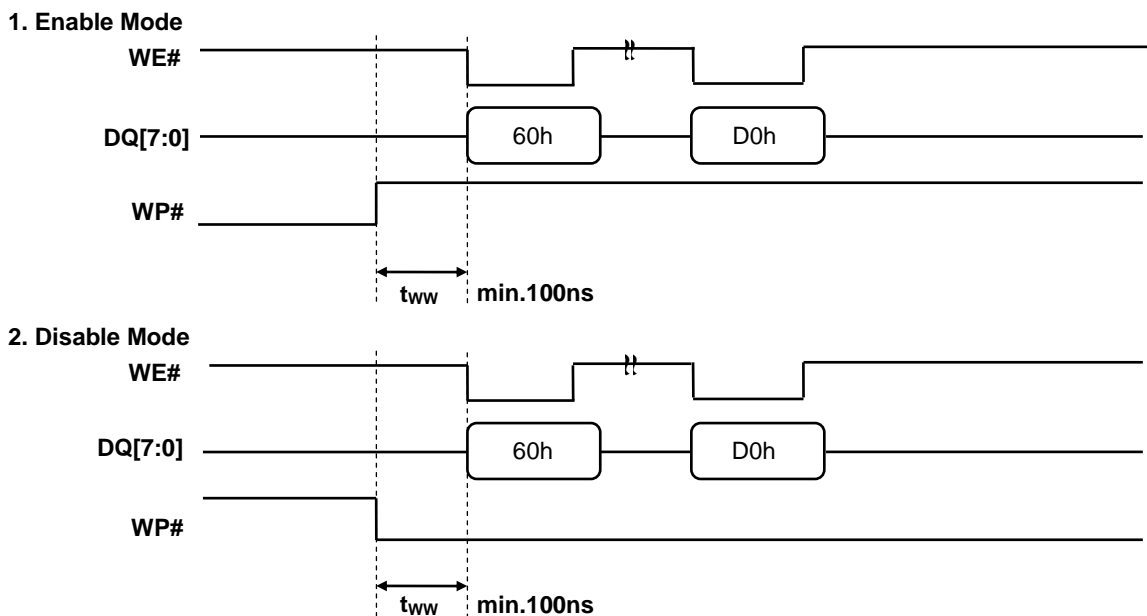 1. Enable Mode
WE#
DQ[7:0]
60h
D0h
WP#
tWW
min.100ns
2. Disable Mode
WE#
DQ[7:0]
60h
D0h
WP#
tWW
min.100ns